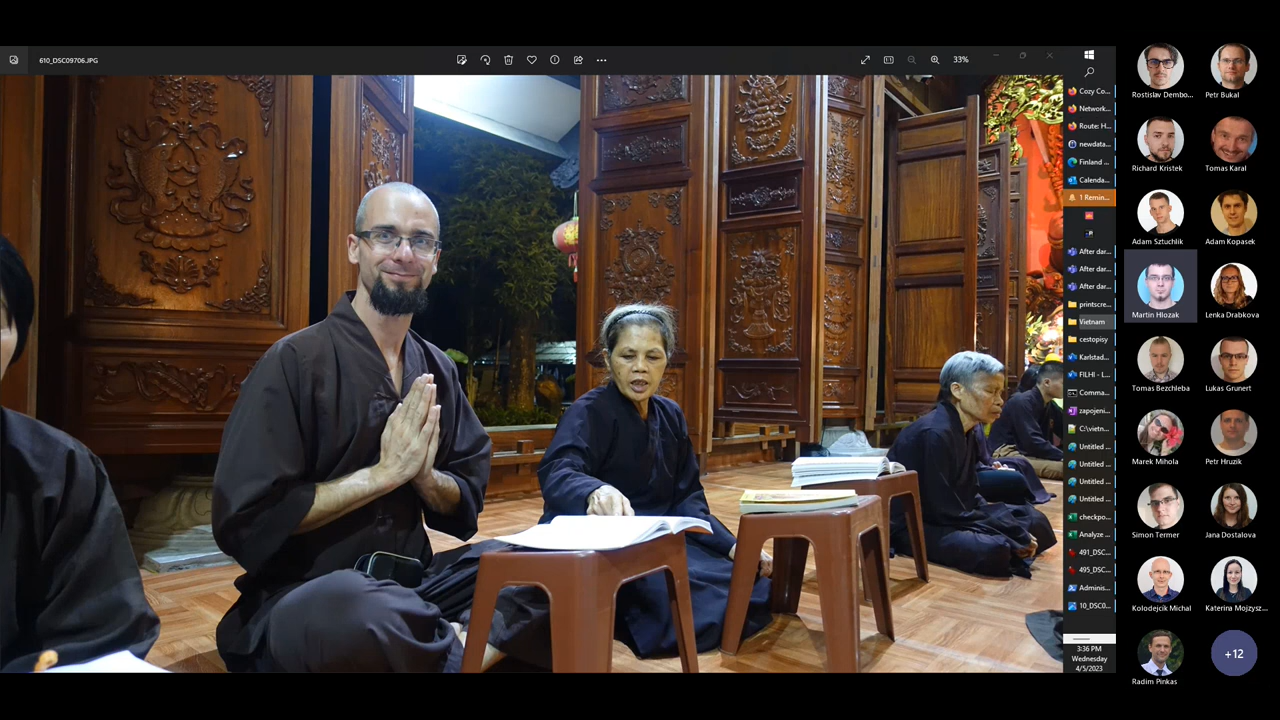 610_DSC09706.JPG
33%
Cozy Co...
Network...
Route: H...
newdata...
Finland ...
Calenda...
1 Remin...
After dar...
After dar...
After dar...
printscre...
Vietnam
cestopisy
Karlstad...
FILHI - L...
Comma...
zapojeni...
C:\vietn...
Untitled ...
Untitled ...
Untitled ...
Untitled ...
checkpo...
Analyze ...
491_DSC...
495_DSC...
Adminis...
10_DSC0...
3:36 PM
Wednesday
4/5/2023
Rostislav Dembo...
Petr Bukal
Richard Kristek
Tomas Karal
Adam Sztuchlik
Adam Kopasek
Martin Hlozak
Lenka Drabkova
Tomas Bezchleba
Lukas Grunert
Marek Mihola
Petr Hruzik
Simon Termer
Jana Dostalova
Kolodejcik Michal
Katerina Mojzysz...
Radim Pinkas
+12